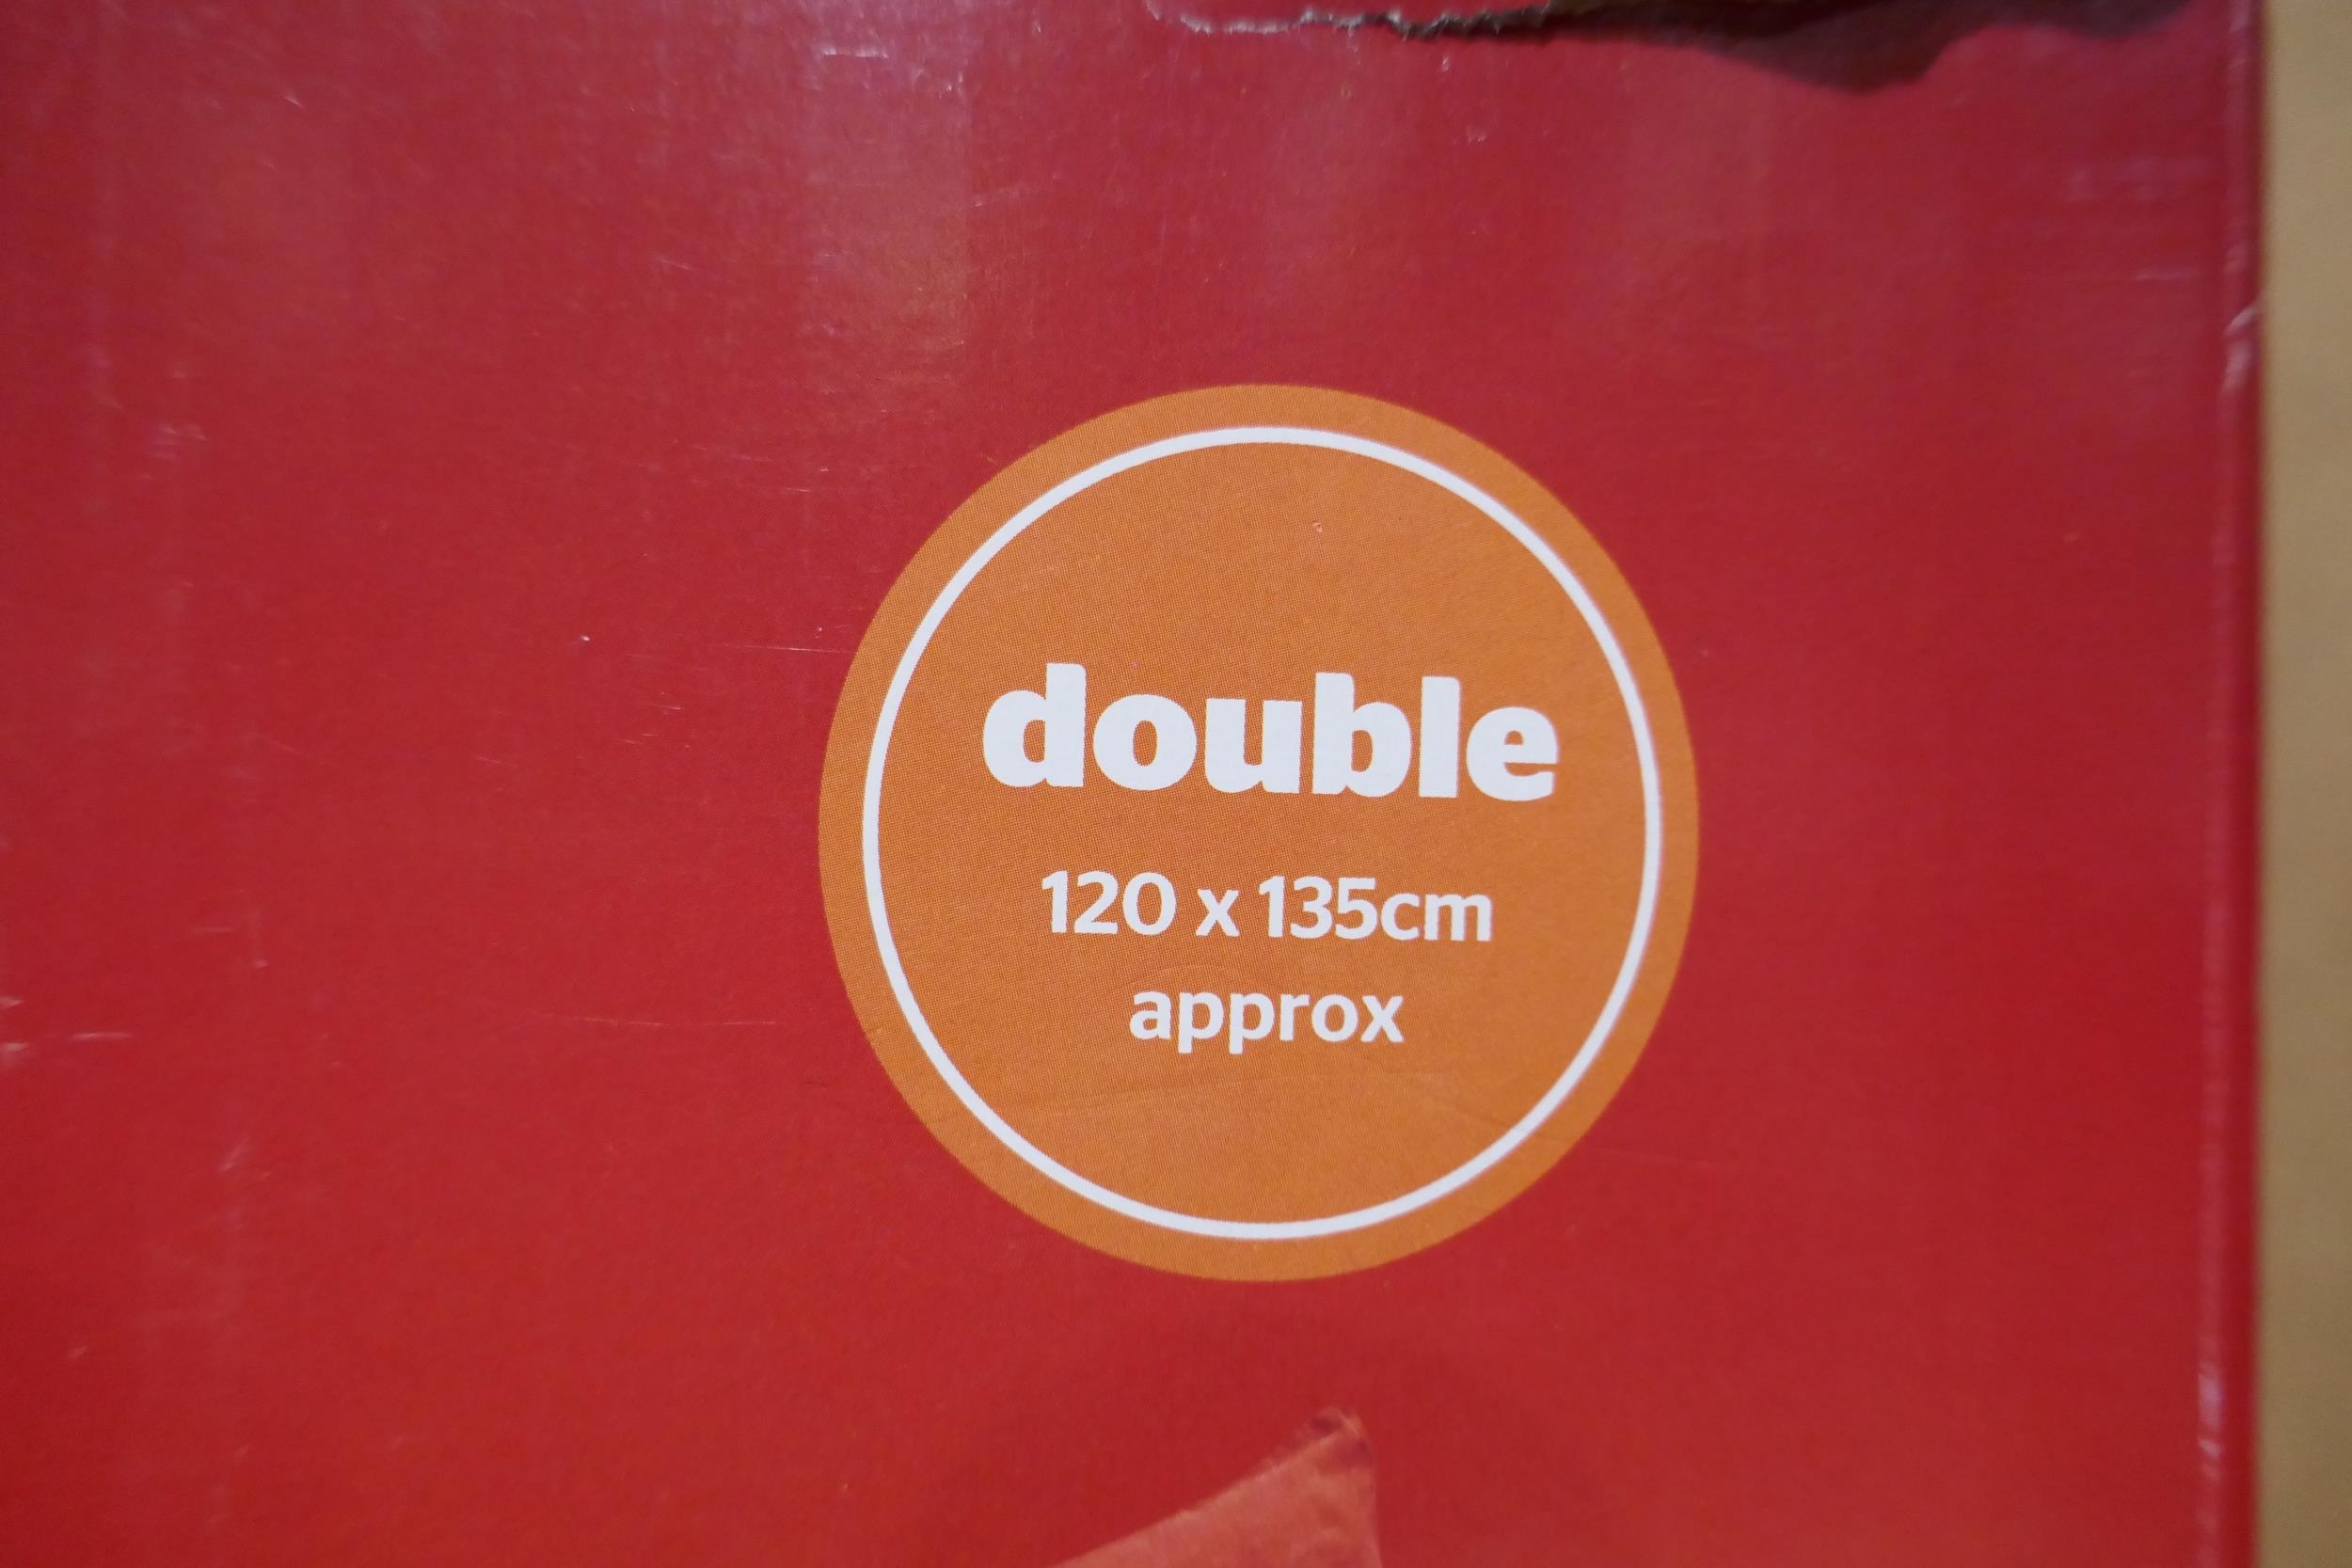 double
120 x 135cm
approx